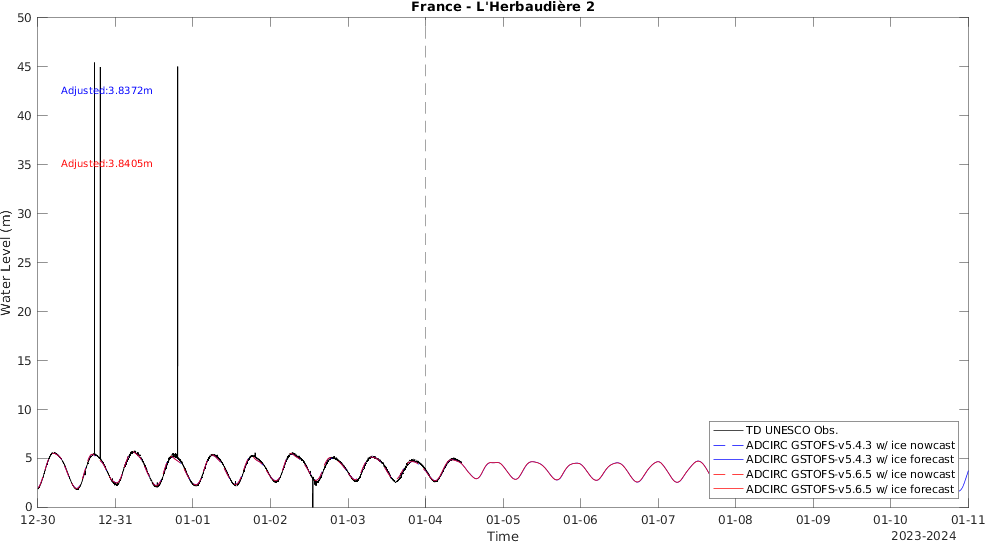 France - L'Herbaudière 2
Water Level (m)
50
45
40
35
30
25
20
15
10
5
0
Adjusted:3.8372m
Adjusted:3.8405m
TD UNESCO Obs.
ADCIRC GSTOFS-v5.4.3 w/ ice nowcast
ADCIRC GSTOFS-v5.4.3 w/ ice forecast
ADCIRC GSTOFS-v5.6.5 w/ ice nowcast
ADCIRC GSTOFS-v5.6.5 w/ ice forecast
12-30 12-31 01-01 01-02 01-03 01-04 01-05 01-06 01-07 01-08 01-09 01-10 01-11
Time
2023-2024